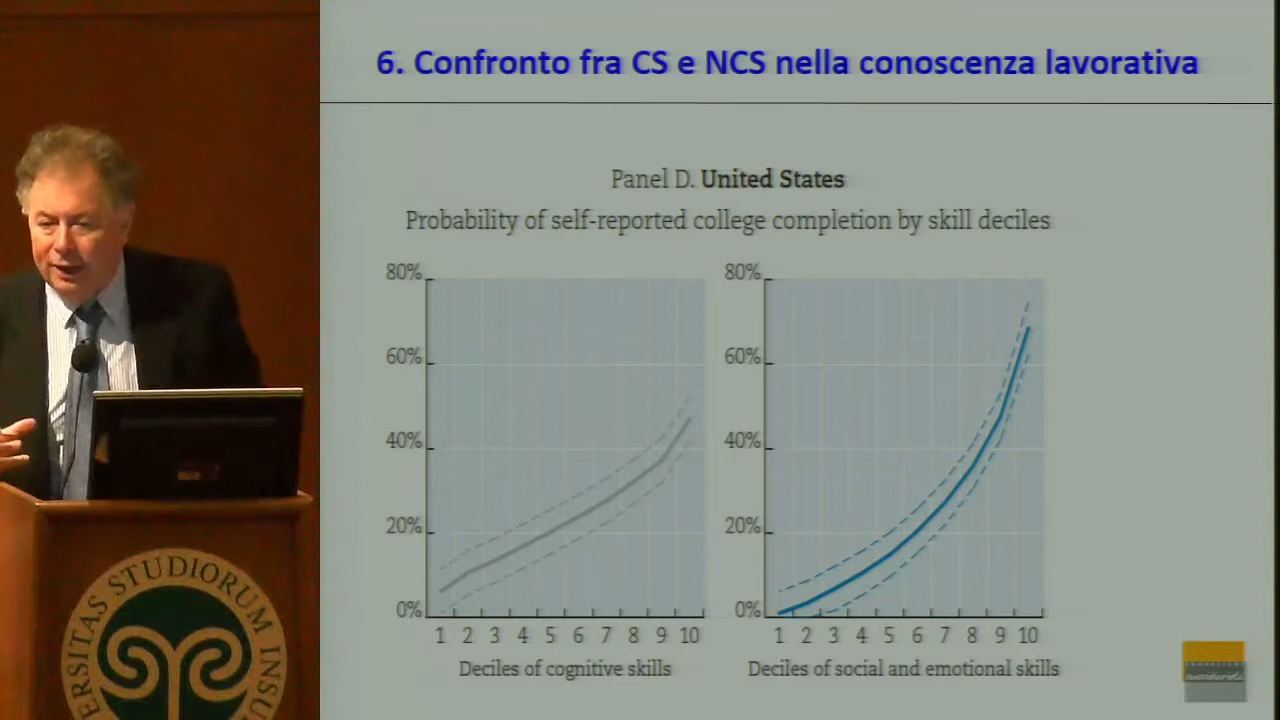 6. Confronto fra CS e NCS nella conoscenza lavorativa
Panel D. United States
Probability of self-reported college completion by skill deciles
80%
60%
40%
20%
0%
1 2 3 4 5 6 7 8 9 10
Deciles of cognitive skills
80%
60%
40%
20%
0%
1 2 3 4 5 6 7 8 9 10
Deciles of social and emotional skills
ERSITAS STUDIORUM INSU